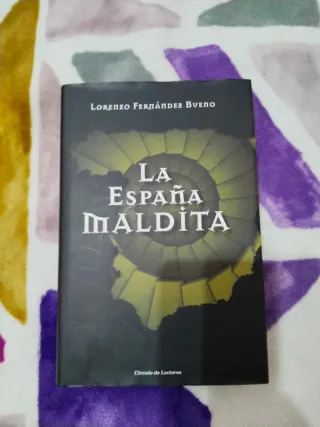 Lorenzo Fernández Bueno
La
España
maldita
Círculo de Lectores